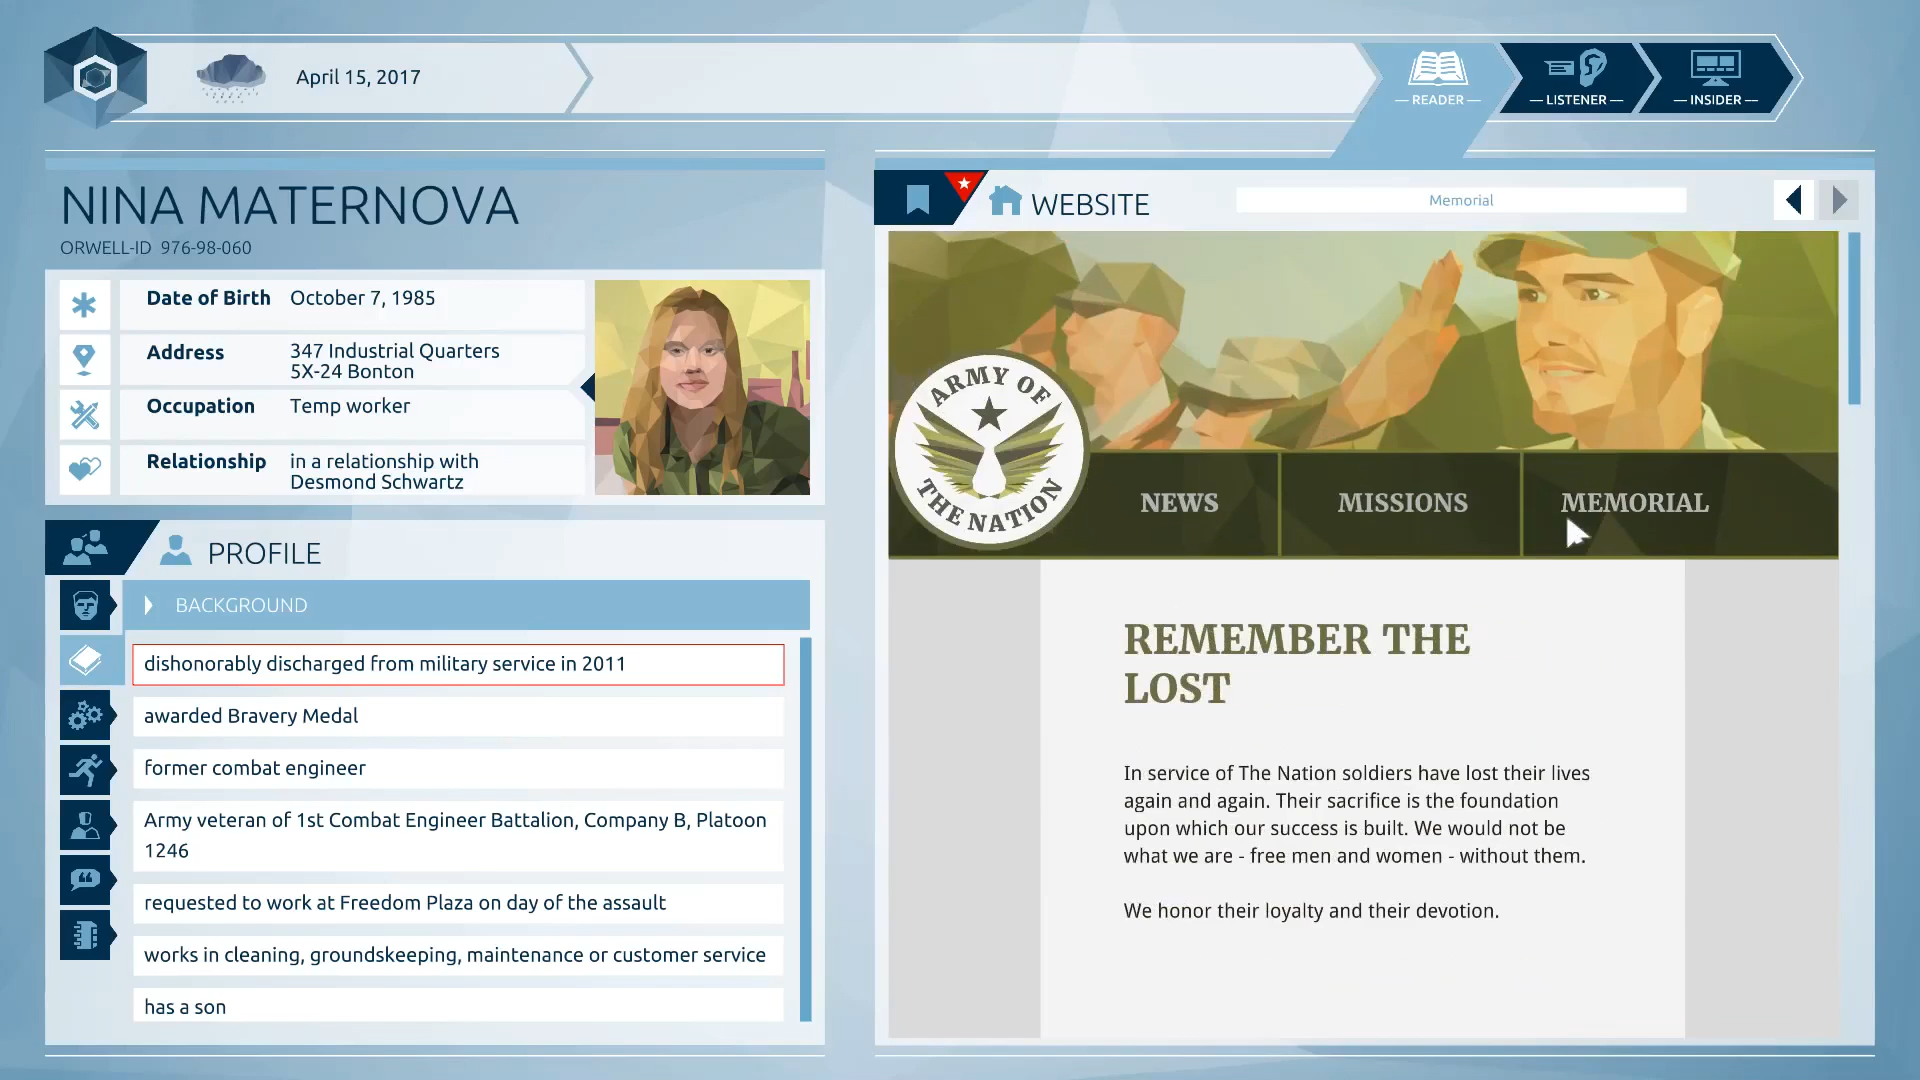 April 15, 2017
READER
LISTENER
INSIDER
NINA MATERNOVA
ORWELL-ID 976-98-060
Date of Birth October 7, 1985
Address 347 Industrial Quarters
5X-24 Bonton
Occupation Temp worker
Relationship in a relationship with
Desmond Schwartz
PROFILE
BACKGROUND
dishonorably discharged from military service in 2011
awarded Bravery Medal
former combat engineer
Army veteran of 1st Combat Engineer Battalion, Company B, Platoon
1246
requested to work at Freedom Plaza on day of the assault
works in cleaning, groundskeeping, maintenance or customer service
has a son
WEBSITE
Memorial
ARMY OF
THE NATION
NEWS
MISSIONS
MEMORIAL
REMEMBER THE
LOST
In service of The Nation soldiers have lost their lives
again and again. Their sacrifice is the foundation
upon which our success is built. We would not be
what we are - free men and women - without them.
We honor their loyalty and their devotion.